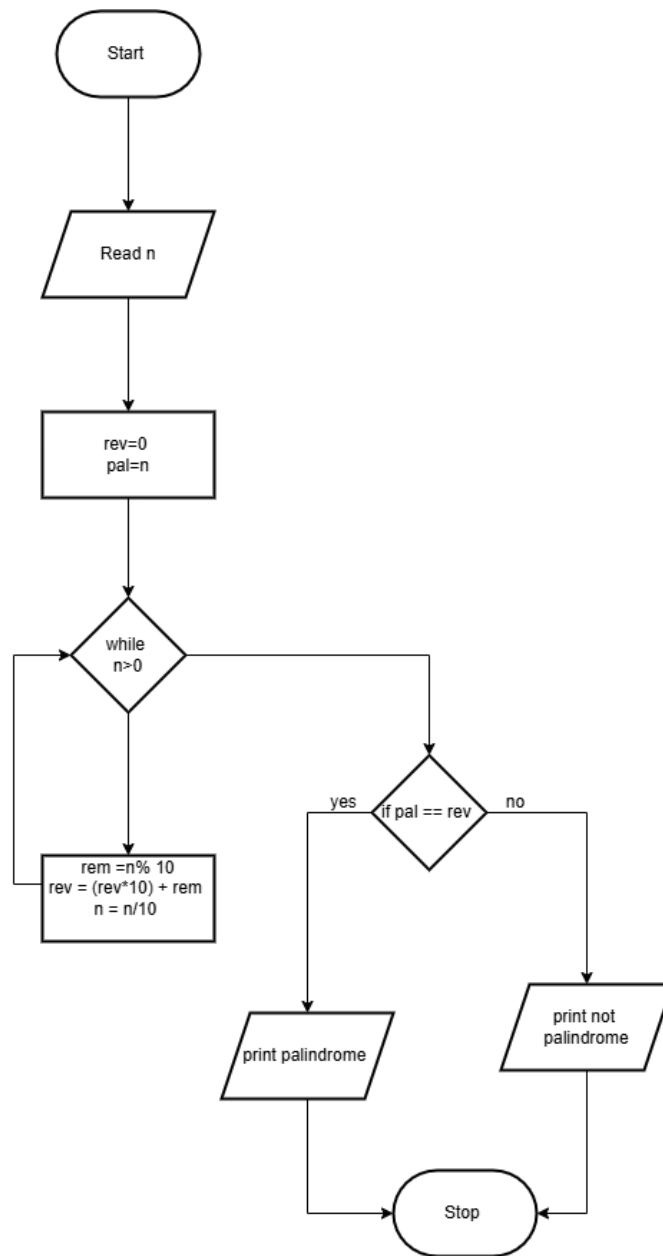 Start
Read n
rev=0
pal=n
while
n>0
rem =n% 10
rev = (rev*10) + rem
n = n/10
yes
if pal == rev
no
print palindrome
print not
palindrome
Stop